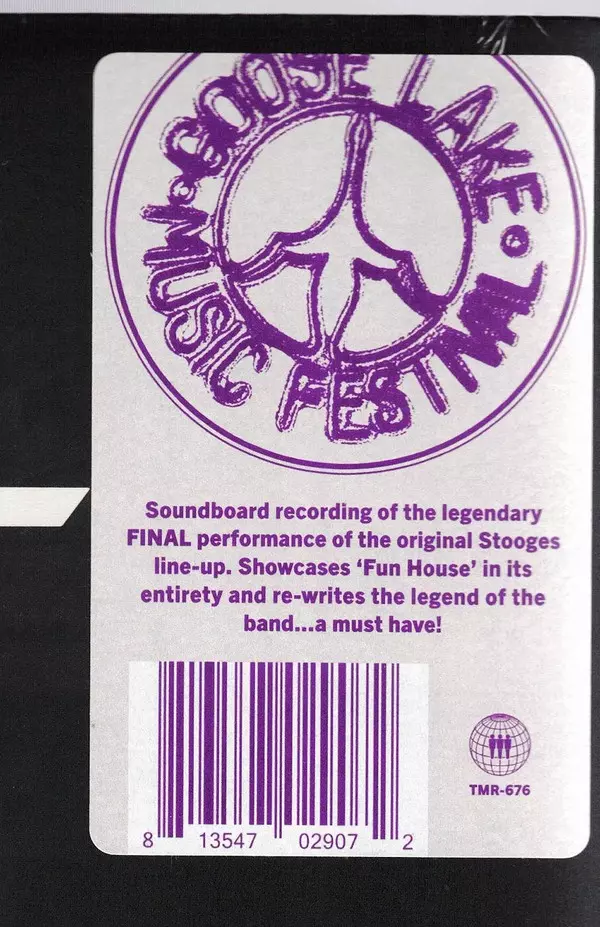 GOOSE LAKE • MUSIC FESTIVAL •
Soundboard recording of the legendary
FINAL performance of the original Stooges
line-up. Showcases ‘Fun House’ in its
entirety and re-writes the legend of the
band...a must have!
TMR-676
8 13547 02907 2